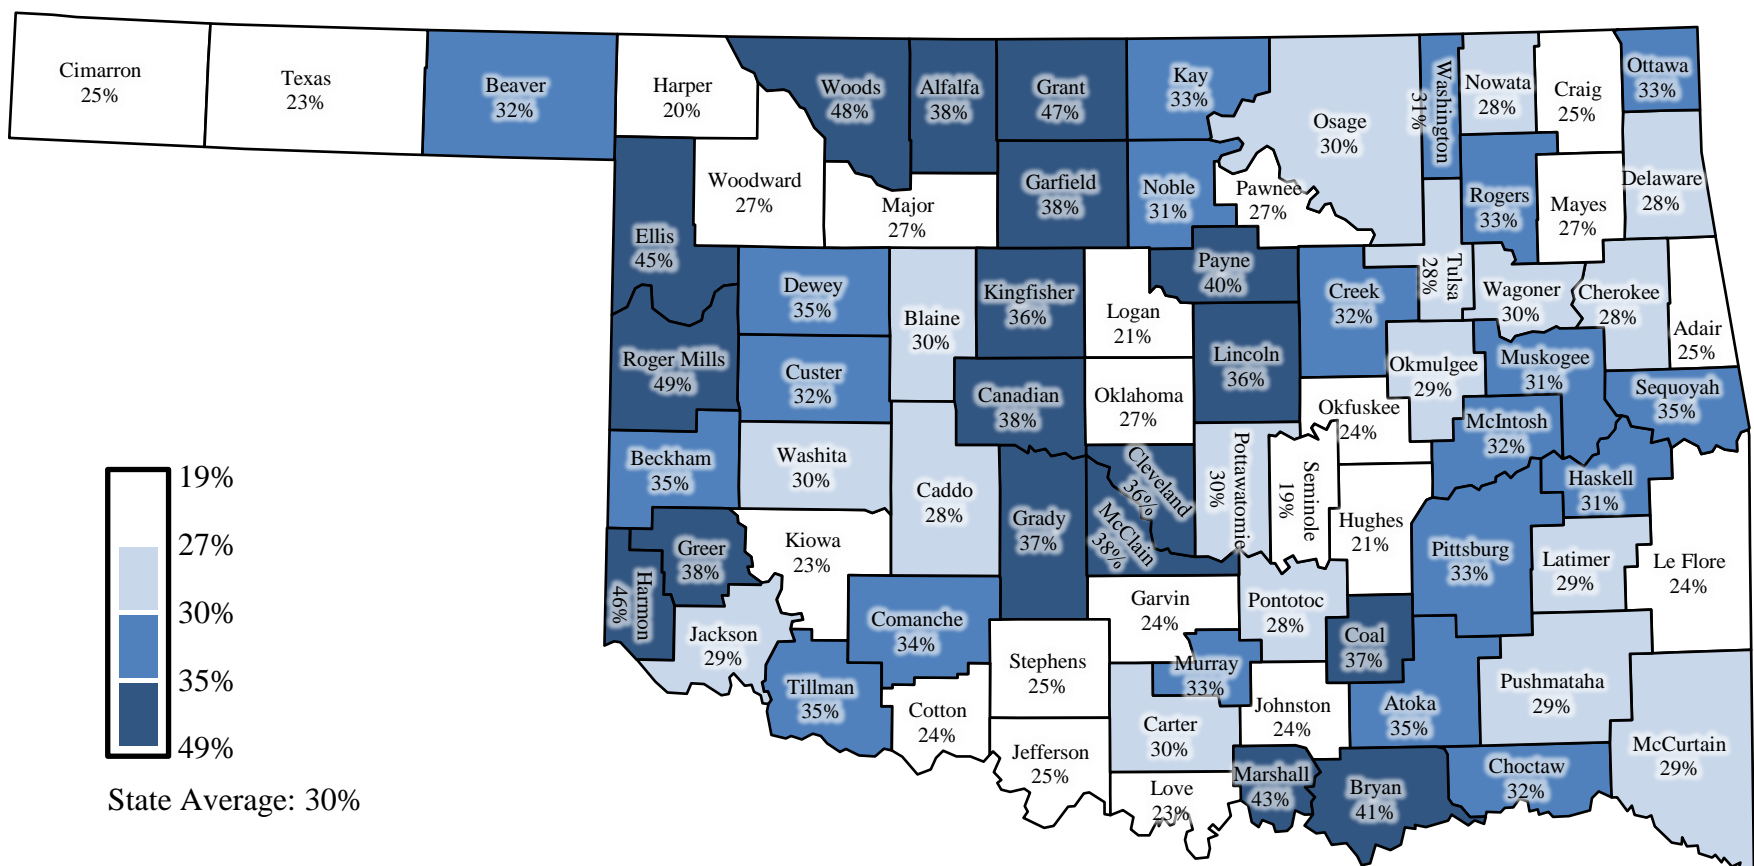 Cimarron
25%
Texas
23%
Beaver
32%
Harper
20%
Woods
48%
Alfalfa
38%
Grant
47%
Kay
33%
Osage
30%
Washington
31%
Nowata
28%
Craig
25%
Ottawa
33%
Woodward
27%
Major
27%
Garfield
38%
Noble
31%
Pawnee
27%
Rogers
33%
Mayes
27%
Delaware
28%
Ellis
45%
Dewey
35%
Blaine
30%
Kingfisher
36%
Logan
21%
Payne
40%
Creek
32%
Tulsa
28%
Wagoner
30%
Cherokee
28%
Adair
25%
Roger Mills
49%
Custer
32%
Canadian
38%
Oklahoma
27%
Lincoln
36%
Okfuskee
24%
Okmulgee
29%
Muskogee
31%
McIntosh
32%
Sequoyah
35%
Beckham
35%
Washita
30%
Caddo
28%
Grady
37%
Cleveland
36%
McClain
38%
Pottawatomie
30%
Seminole
19%
Hughes
21%
Pittsburg
33%
Haskell
31%
Latimer
29%
Le Flore
24%
Harmon
46%
Greer
38%
Kiowa
23%
Jackson
29%
Comanche
34%
Tillman
35%
Cotton
24%
Stephens
25%
Garvin
24%
Murray
33%
Pontotoc
28%
Coal
37%
Johnston
24%
Atoka
35%
Pushmataha
29%
McCurtain
29%
Jefferson
25%
Carter
30%
Love
23%
Marshall
43%
Bryan
41%
Choctaw
32%
19%
27%
30%
35%
49%
State Average: 30%